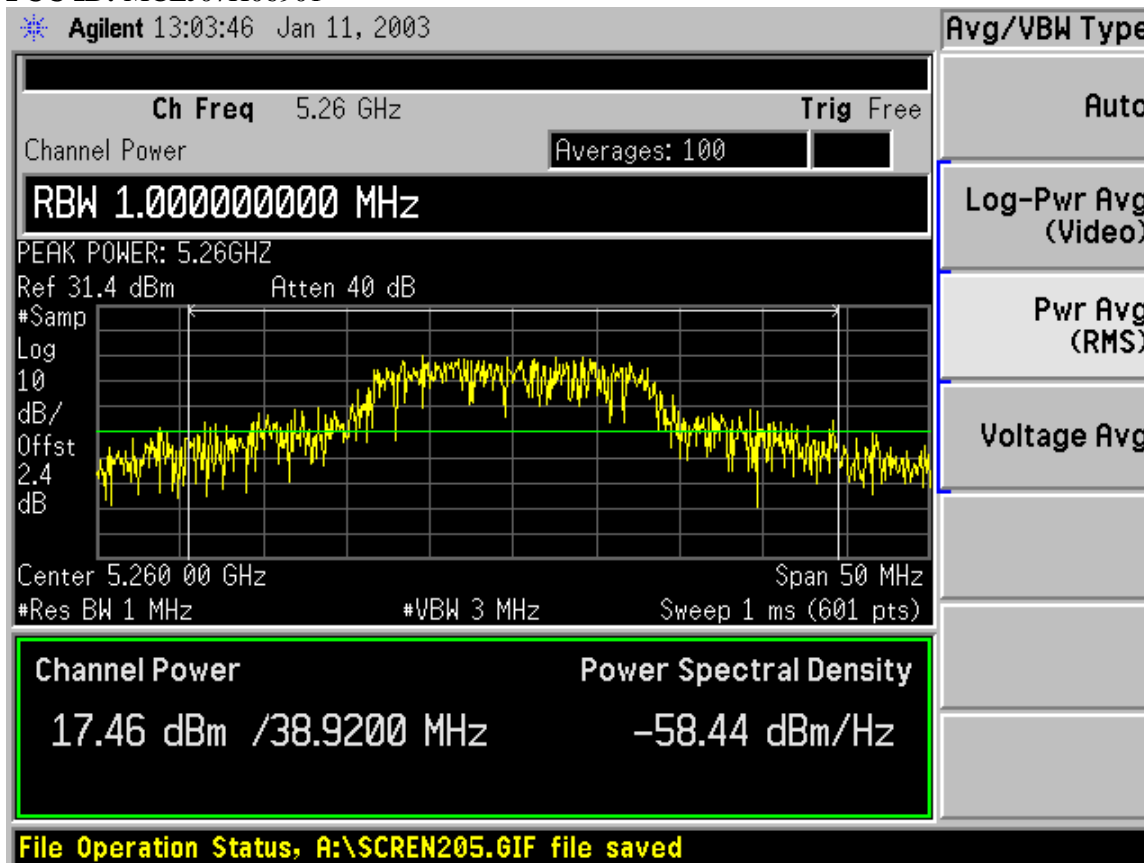 Agilent 13:03:46 Jan 11, 2003
Avg/VBW Type
Ch Freq 5.26 GHz Trig Free
Channel Power Averages: 100
RBW 1.000000000 MHz
PEAK POWER: 5.26GHZ
Ref 31.4 dBm Atten 40 dB
#Samp
Log
10
dB/
Offst
2.4
dB
Center 5.260 00 GHz Span 50 MHz
#Res BW 1 MHz #VBW 3 MHz Sweep 1 ms (601 pts)
Channel Power Power Spectral Density
17.46 dBm /38.9200 MHz -58.44 dBm/Hz
File Operation Status, A:\SCREN205.GIF file saved
Auto
Log-Pwr Avg
(Video)
Pwr Avg
(RMS)
Voltage Avg